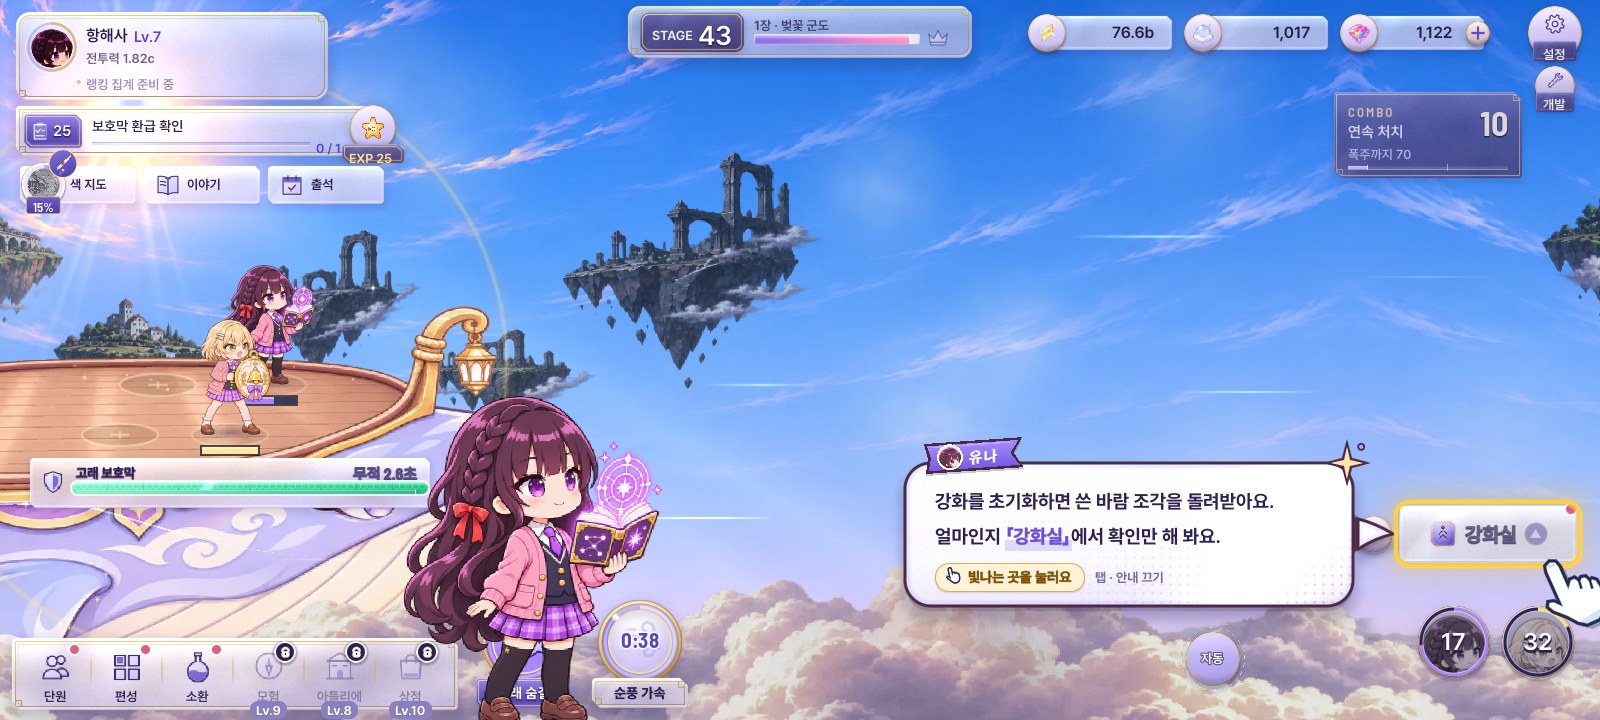 항해사 Lv.7
전투력 1.82c
랭킹 집계 준비 중
25
보호막 환급 확인
0 / 1
EXP 25
색 지도
15%
이야기
출석
STAGE 43
1장 · 벚꽃 군도
76.6b
1,017
1,122
설정
개발
COMBO
연속 처치
10
폭주까지 70
고래 보호막
무적 2.6초
유나
강화를 초기화하면 쓴 바람 조각을 돌려받아요.
얼마인지 「강화실」에서 확인만 해 봐요.
빛나는 곳을 눌러요
탭 · 안내 끄기
강화실
단원
편성
소환
모험
Lv.9
아틀리에
Lv.8
상점
Lv.10
0:38
순풍 가속
자동
17
32